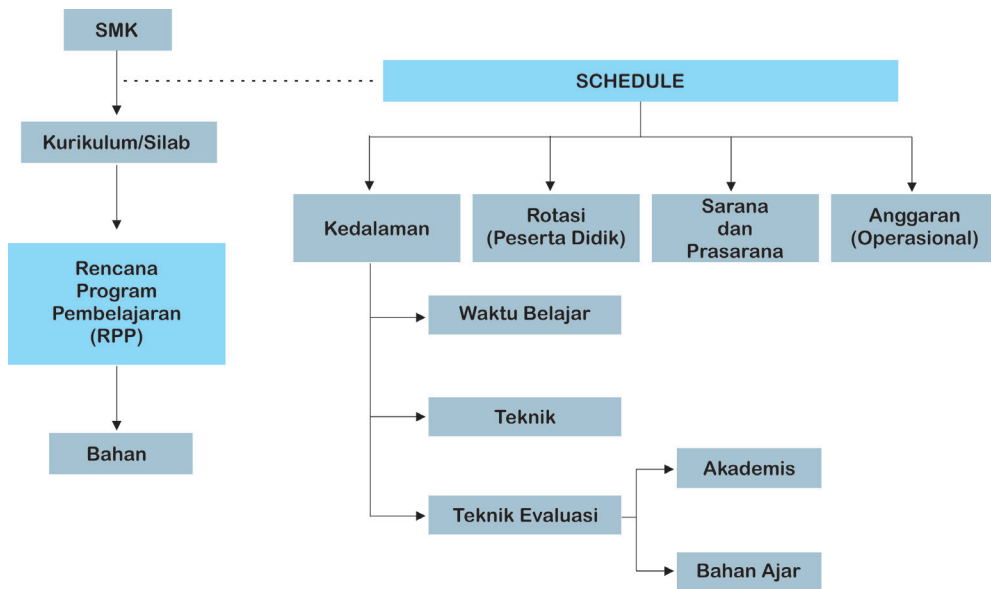 SMK
SCHEDULE
Kurikulum/Silab
Kedalaman
Rotasi
(Peserta Didik)
Sarana
dan
Prasarana
Anggaran
(Operasional)
Rencana
Program
Pembelajaran
(RPP)
Waktu Belajar
Teknik
Bahan
Teknik Evaluasi
Akademis
Bahan Ajar